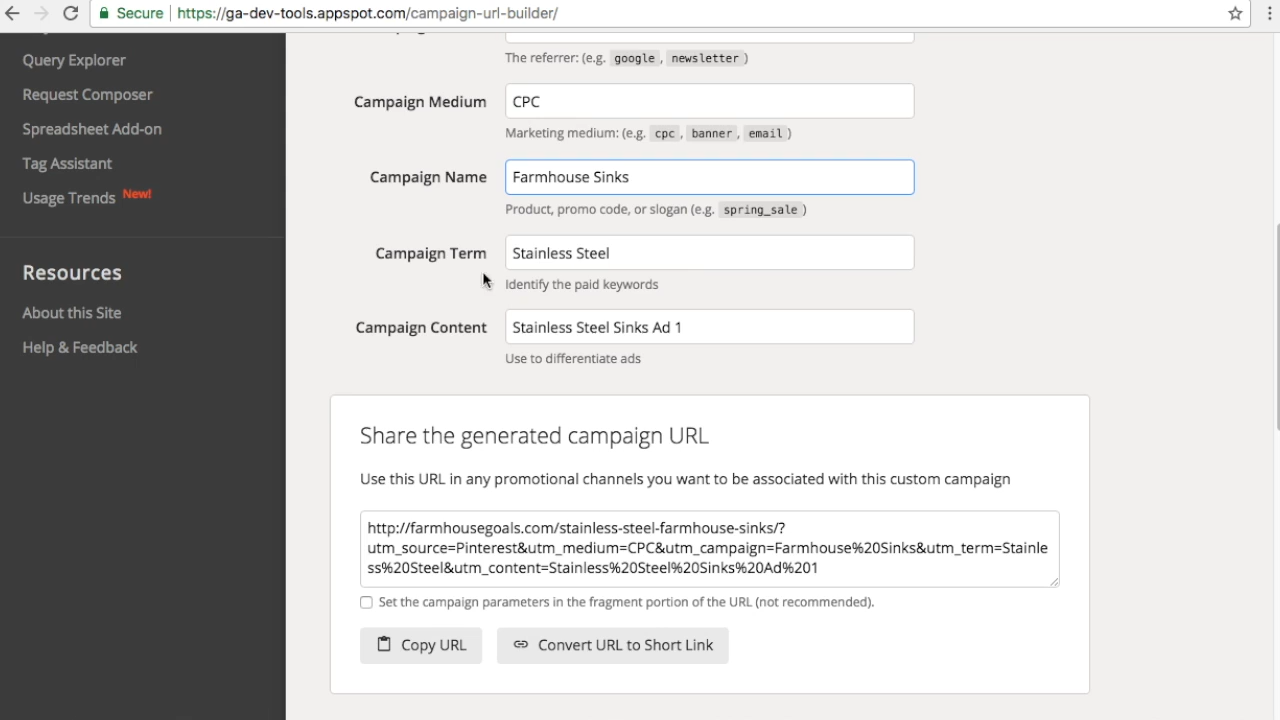 Secure https://ga-dev-tools.appspot.com/campaign-url-builder/
Query Explorer
Request Composer
Spreadsheet Add-on
Tag Assistant
Usage Trends New!
Resources
About this Site
Help & Feedback
The referrer: (e.g. google, newsletter)
Campaign Medium CPC
Marketing medium: (e.g. cpc, banner, email)
Campaign Name Farmhouse Sinks
Product, promo code, or slogan (e.g. spring_sale)
Campaign Term Stainless Steel
Identify the paid keywords
Campaign Content Stainless Steel Sinks Ad 1
Use to differentiate ads
Share the generated campaign URL
Use this URL in any promotional channels you want to be associated with this custom campaign
http://farmhousegoals.com/stainless-steel-farmhouse-sinks/?
utm_source=Pinterest&utm_medium=CPC&utm_campaign=Farmhouse%20Sinks&utm_term=Stainle
ss%20Steel&utm_content=Stainless%20Steel%20Sinks%20Ad%201
Set the campaign parameters in the fragment portion of the URL (not recommended).
Copy URL
Convert URL to Short Link